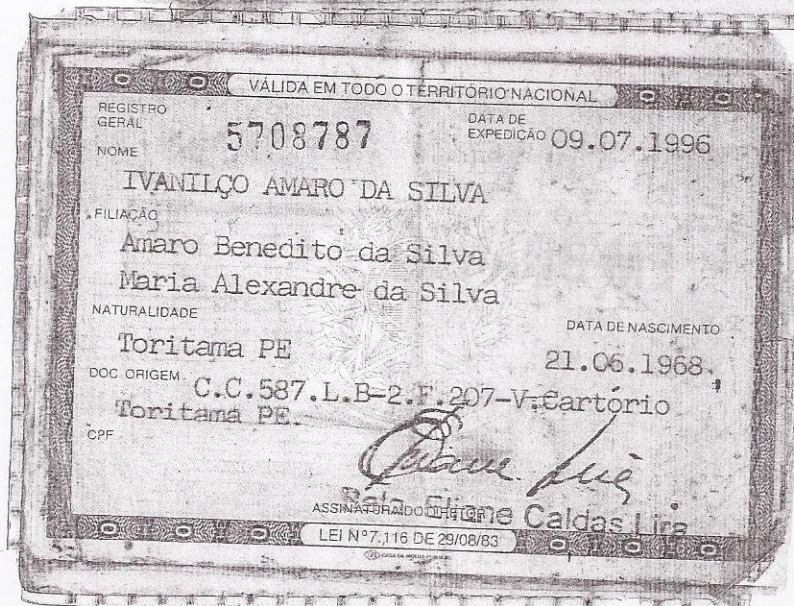 VÁLIDA EM TODO O TERRITÓRIO NACIONAL
REGISTRO GERAL 5708787 DATA DE EXPEDIÇÃO 09.07.1996
NOME
IVANILÇO AMARO DA SILVA
FILIAÇÃO
Amaro Benedito da Silva
Maria Alexandre da Silva
NATURALIDADE DATA DE NASCIMENTO
Toritama PE 21.06.1968.
DOC ORIGEM C.C.587.L.B-2.F.207-V.Cartório
Toritama PE.
CPF
Eliane Caldas Lira
ASSINATURA DO DIRETOR
LEI Nº 7.116 DE 29/08/83